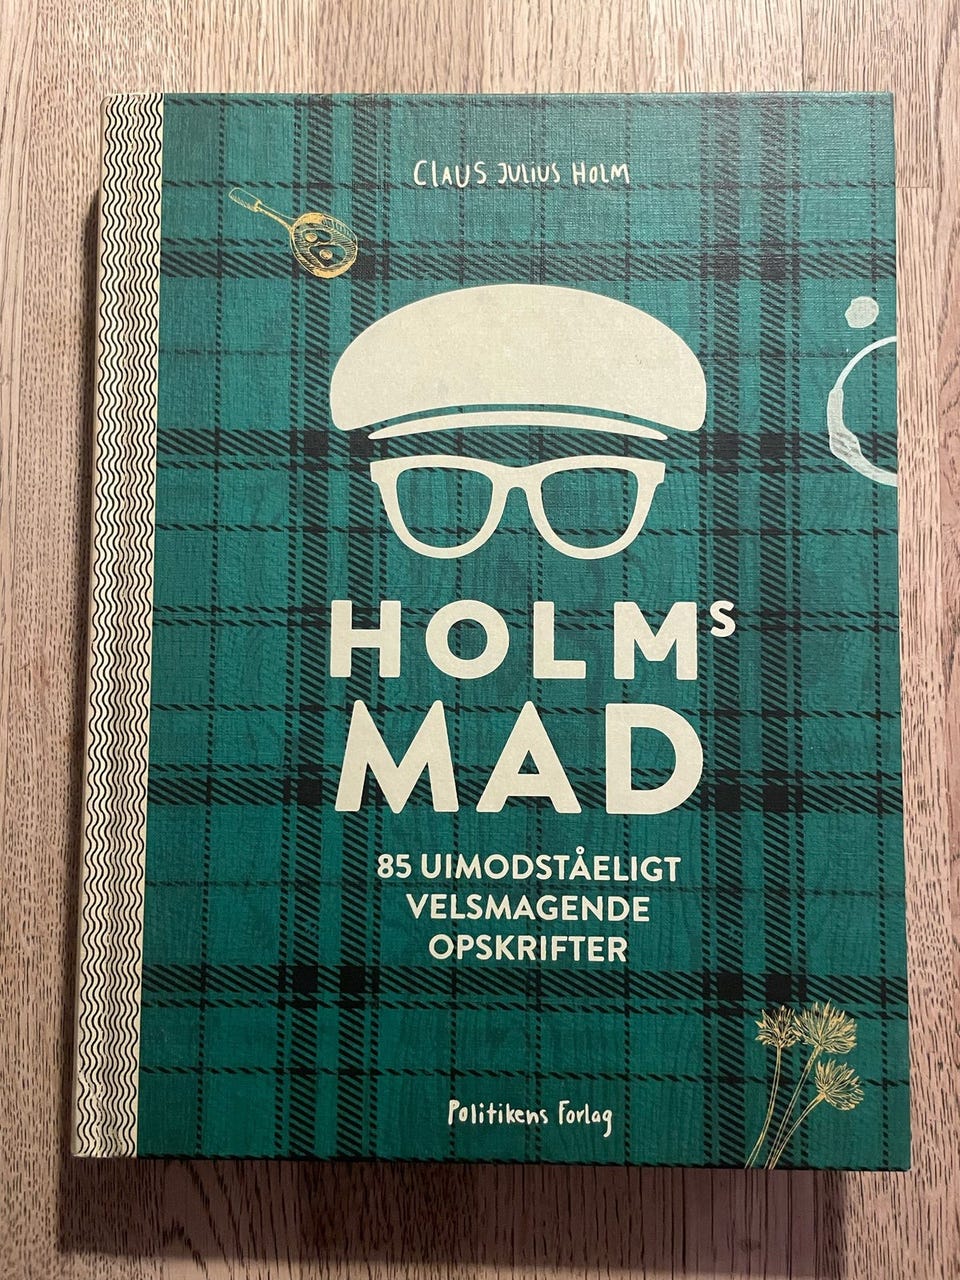 CLAUS JULIUS HOLM
HOLMs
MAD
85 UIMODSTÅELIGT
VELSMAGENDE
OPSKRIFTER
Politikens Forlag